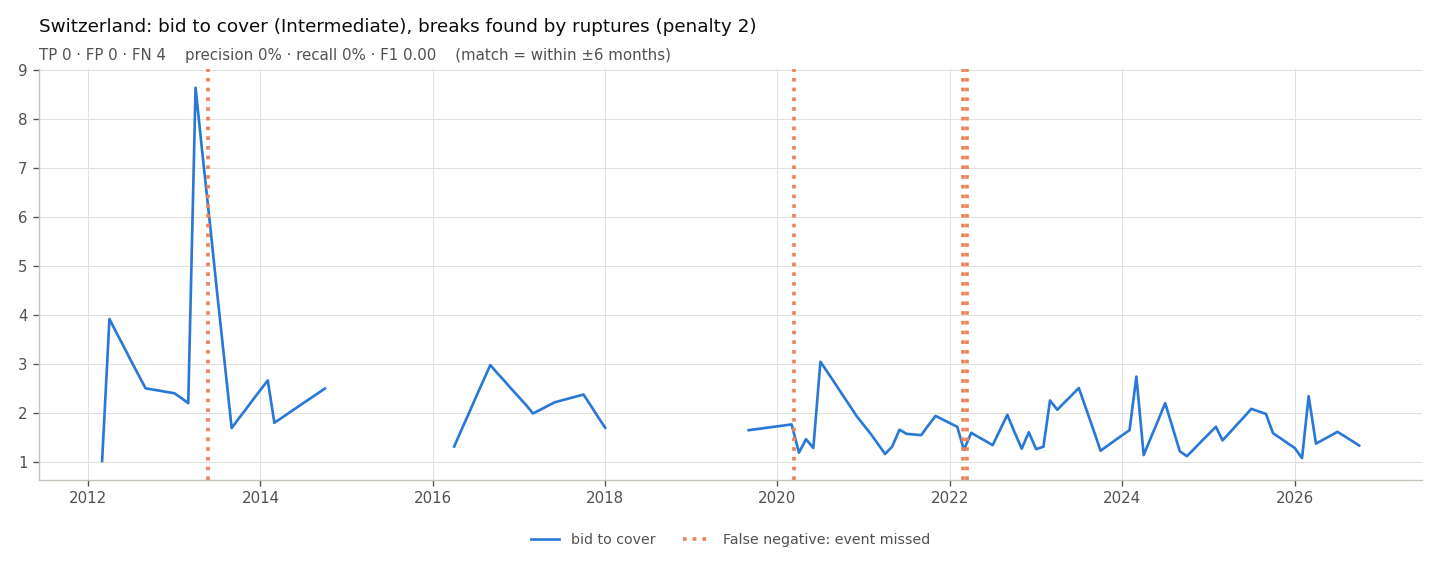 Switzerland: bid to cover (Intermediate), breaks found by ruptures (penalty 2)
TP 0 · FP 0 · FN 4    precision 0% · recall 0% · F1 0.00    (match = within ±6 months)
9
8
7
6
5
4
3
2
1
2012 2014 2016 2018 2020 2022 2024 2026
bid to cover    False negative: event missed